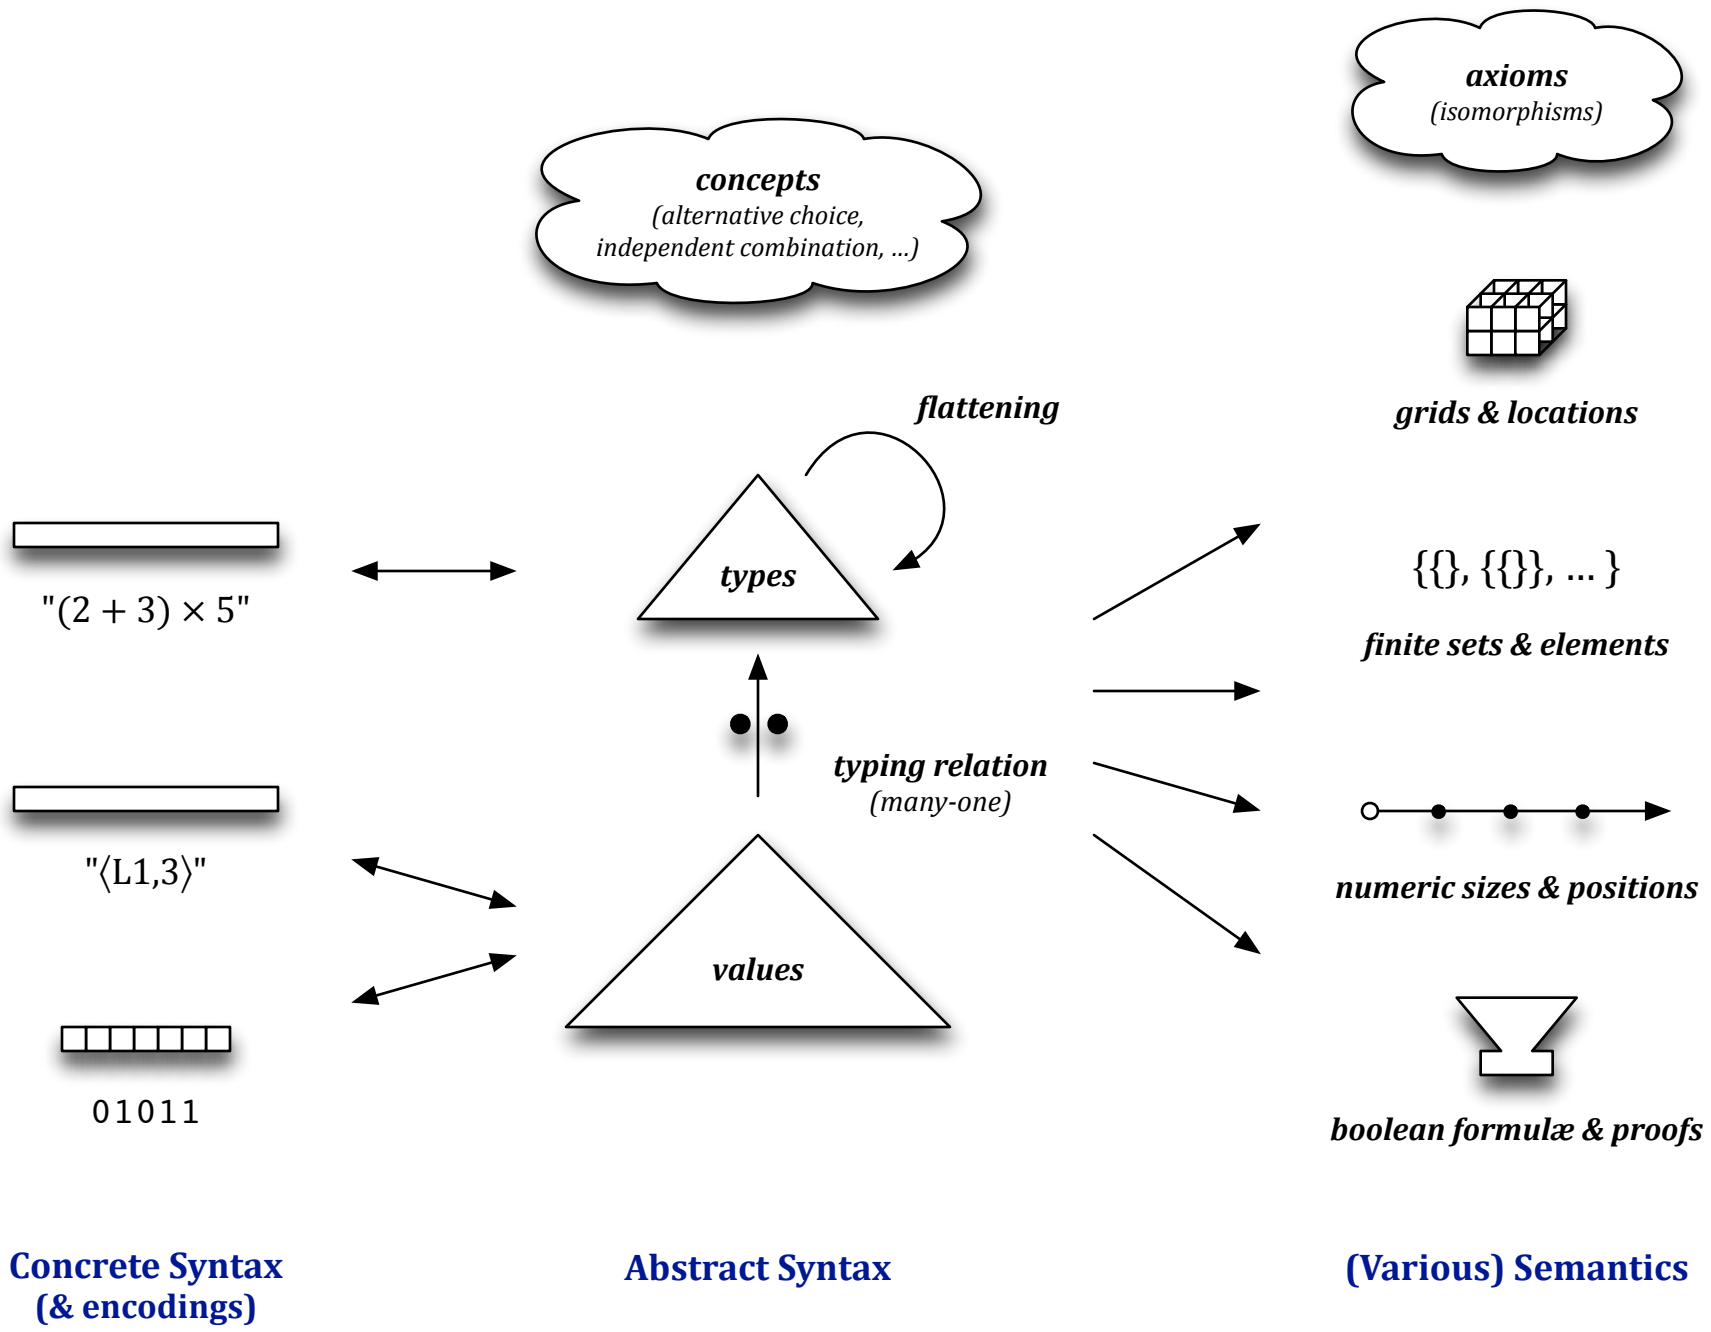 axioms
(isomorphisms)
concepts
(alternative choice,
independent combination, ...)
flattening
grids & locations
types
"(2 + 3) × 5"
{{}, {{}}, ... }
finite sets & elements
typing relation
(many-one)
"⟨L1,3⟩"
numeric sizes & positions
values
01011
boolean formulæ & proofs
Concrete Syntax
(& encodings)
Abstract Syntax
(Various) Semantics